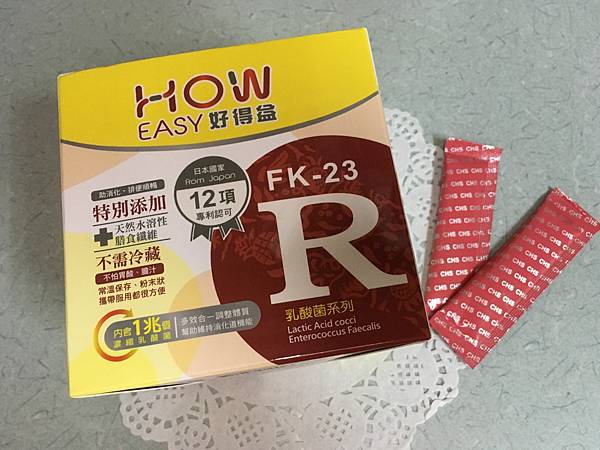 HOW
EASY 好得益
日本國家
from Japan
12項
專利認可
FK-23
R
乳酸菌系列
Lactic Acid cocci
Enterococcus Faecalis
助消化，排便順暢
特別添加
+ 天然水溶性
膳食纖維
不需冷藏
不怕胃酸、膽汁
常溫保存、粉末狀
攜帶服用都很方便
內含1兆個
濃縮乳酸菌
多效合一調整體質
幫助維持消化道機能
CHS CHS CHS
CHS CHS CHS